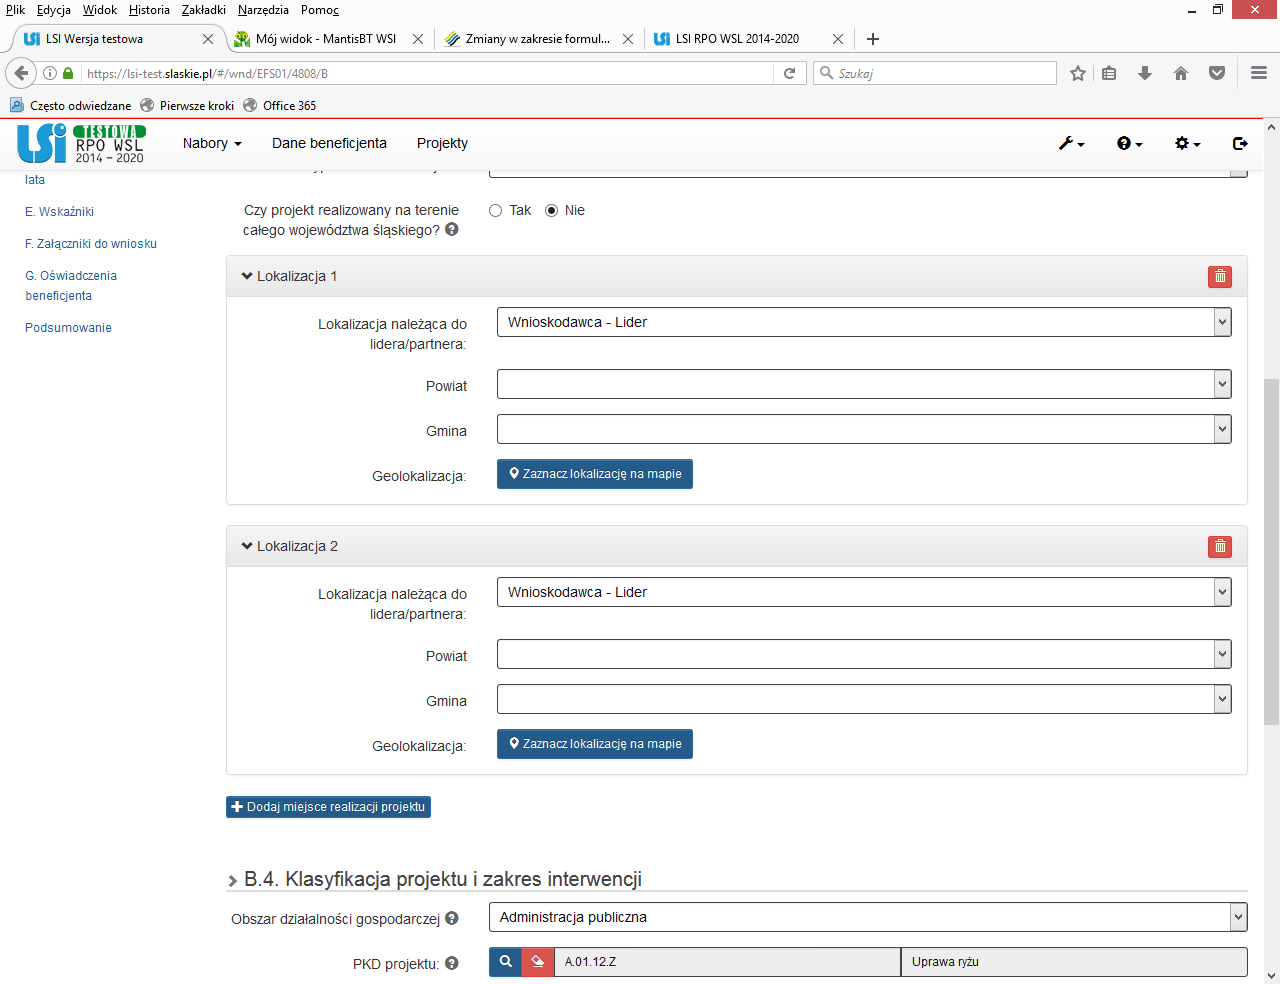 Plik Edycja Widok Historia Zakładki Narzędzia Pomoc
LSI Wersja testowa
Mój widok - MantisBT WSI
Zmiany w zakresie formul...
LSI RPO WSL 2014-2020
https://lsi-test.slaskie.pl/#/wnd/EFS01/4808/B
Szukaj
Często odwiedzane
Pierwsze kroki
Office 365
LSi TESTOWA
RPO WSL
2014 – 2020
Nabory
Dane beneficjenta
Projekty
lata
E. Wskaźniki
F. Załączniki do wniosku
G. Oświadczenia
beneficjenta
Podsumowanie
Czy projekt realizowany na terenie
całego województwa śląskiego?
Tak
Nie
Lokalizacja 1
Lokalizacja należąca do
lidera/partnera:
Wnioskodawca - Lider
Powiat
Gmina
Geolokalizacja:
Zaznacz lokalizację na mapie
Lokalizacja 2
Lokalizacja należąca do
lidera/partnera:
Wnioskodawca - Lider
Powiat
Gmina
Geolokalizacja:
Zaznacz lokalizację na mapie
Dodaj miejsce realizacji projektu
B.4. Klasyfikacja projektu i zakres interwencji
Obszar działalności gospodarczej
Administracja publiczna
PKD projektu:
A.01.12.Z
Uprawa ryżu